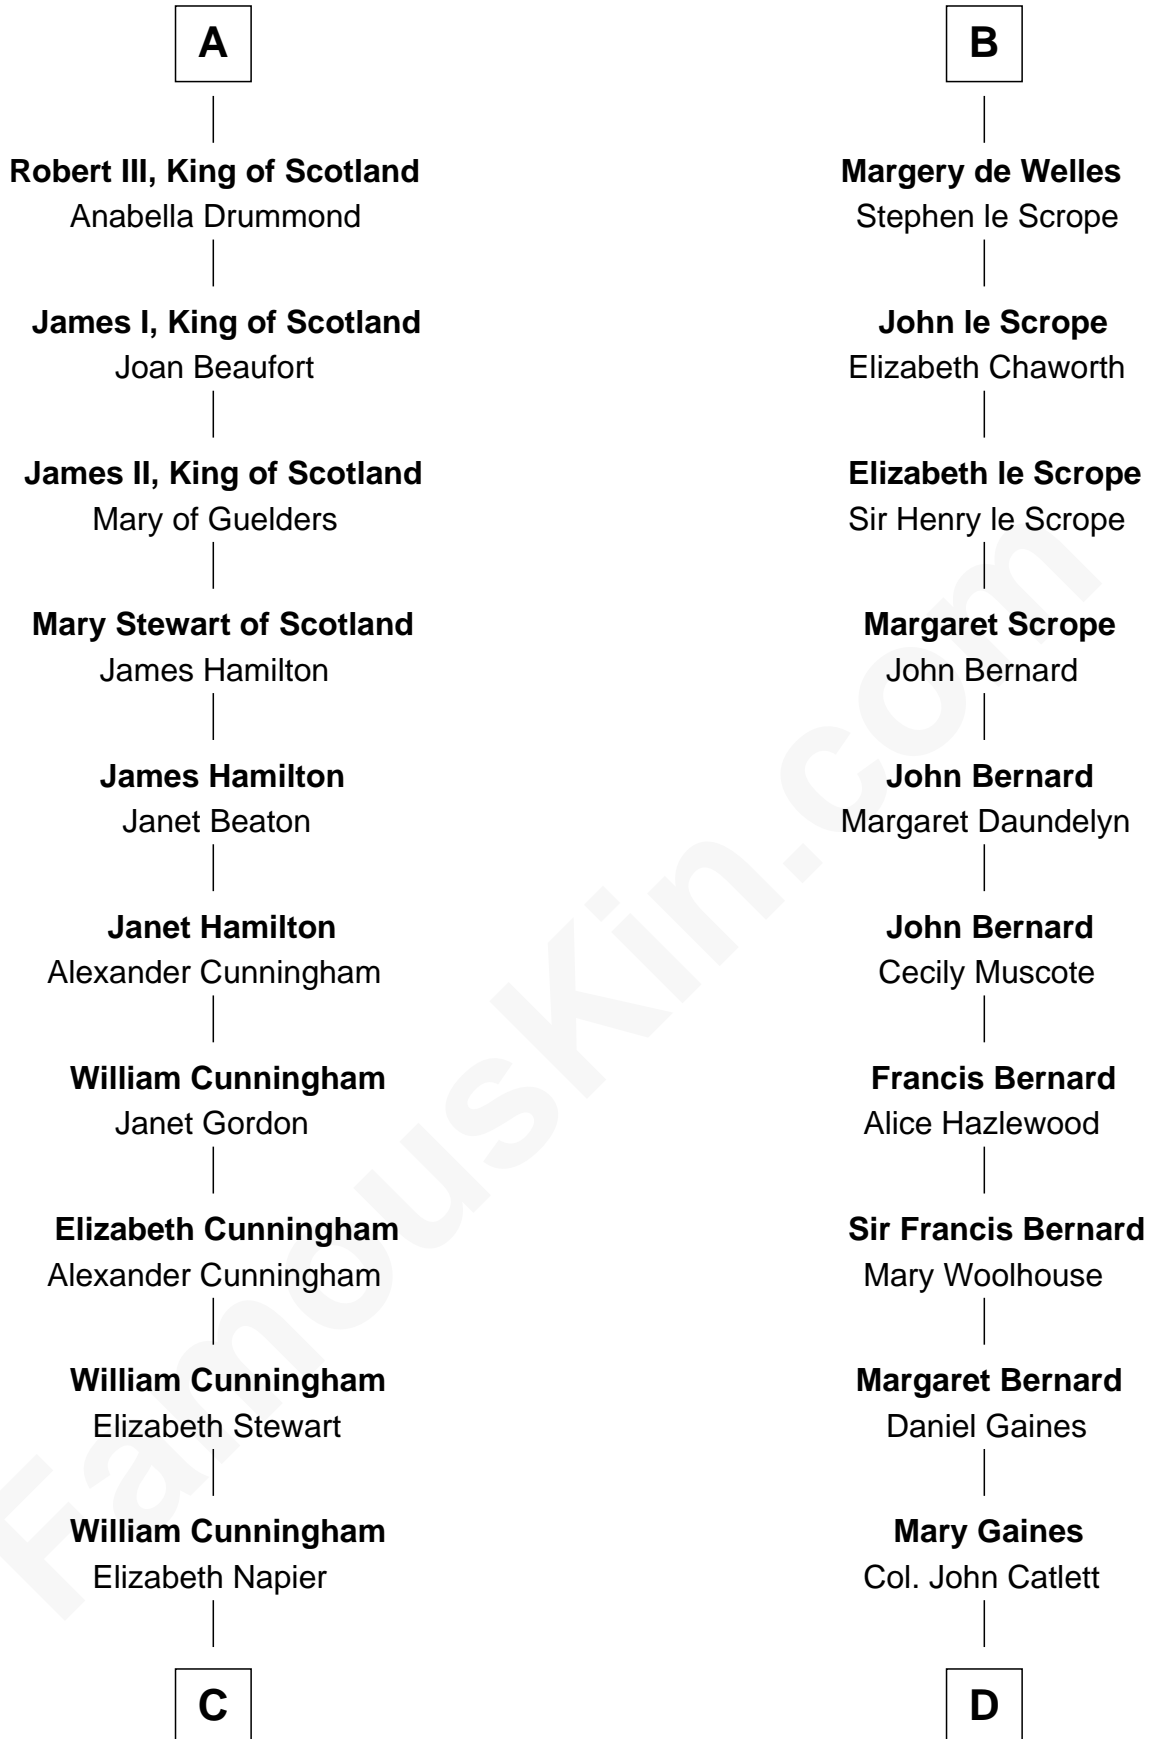 A
Robert III, King of Scotland
Anabella Drummond
James I, King of Scotland
Joan Beaufort
James II, King of Scotland
Mary of Guelders
Mary Stewart of Scotland
James Hamilton
James Hamilton
Janet Beaton
Janet Hamilton
Alexander Cunningham
William Cunningham
Janet Gordon
Elizabeth Cunningham
Alexander Cunningham
William Cunningham
Elizabeth Stewart
William Cunningham
Elizabeth Napier
C
B
Margery de Welles
Stephen le Scrope
John le Scrope
Elizabeth Chaworth
Elizabeth le Scrope
Sir Henry le Scrope
Margaret Scrope
John Bernard
John Bernard
Margaret Daundelyn
John Bernard
Cecily Muscote
Francis Bernard
Alice Hazlewood
Sir Francis Bernard
Mary Woolhouse
Margaret Bernard
Daniel Gaines
Mary Gaines
Col. John Catlett
D
FamousKin.com